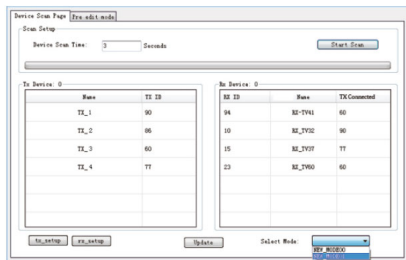 Device Scan Page Pre edit mode
Scan Setup
Device Scan Time: 3 Seconds Start Scan
Tx Device: 0 Rx Device: 0
Name TX ID RX ID Name TX Connected
TX_1 90 94 RX-TV41 60
TX_2 86 10 RX_TV32 90
TX_3 60 15 RX_TV37 77
TX_4 77 23 RX_TV60 60
tx_setup rx_setup Update Select Mode: